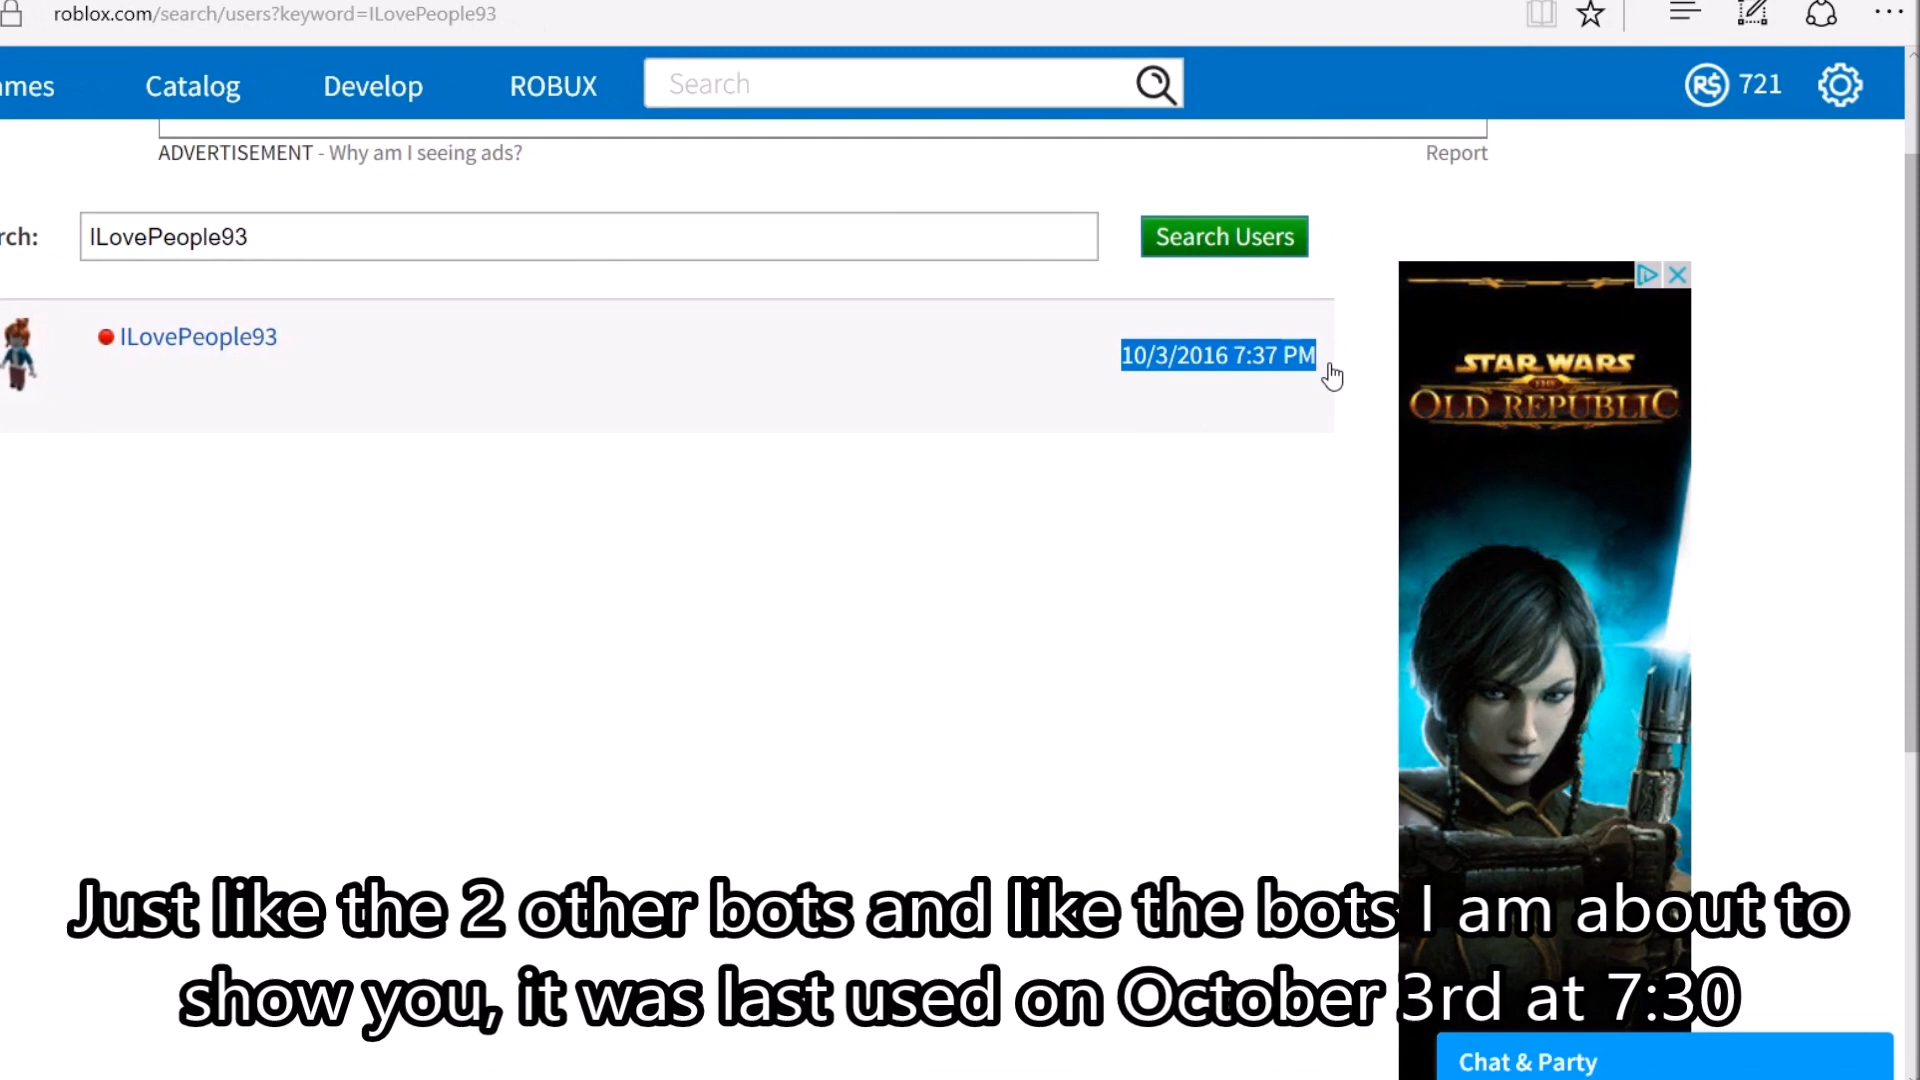 roblox.com/search/users?keyword=ILovePeople93
ames Catalog Develop ROBUX Search R$ 721
ADVERTISEMENT - Why am I seeing ads? Report
rch: ILovePeople93 Search Users
ILovePeople93 10/3/2016 7:37 PM
STAR WARS
THE
OLD REPUBLIC
Just like the 2 other bots and like the bots I am about to
show you, it was last used on October 3rd at 7:30
Chat & Party